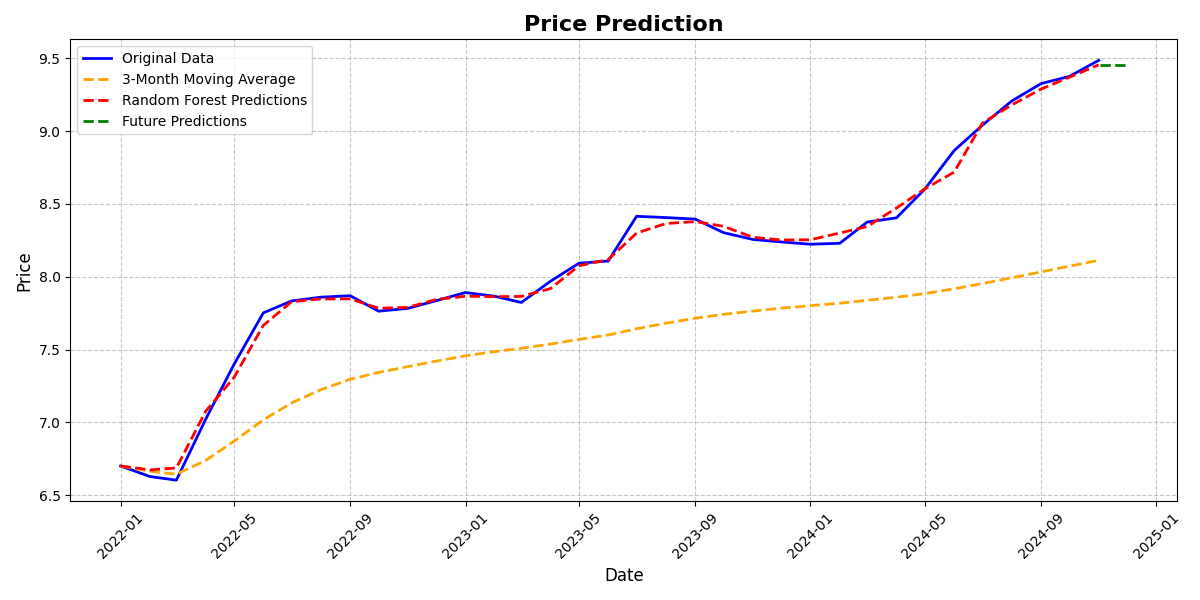 Price Prediction
Original Data
3-Month Moving Average
Random Forest Predictions
Future Predictions
Price
9.5
9.0
8.5
8.0
7.5
7.0
6.5
2022-01
2022-05
2022-09
2023-01
2023-05
2023-09
2024-01
2024-05
2024-09
2025-01
Date